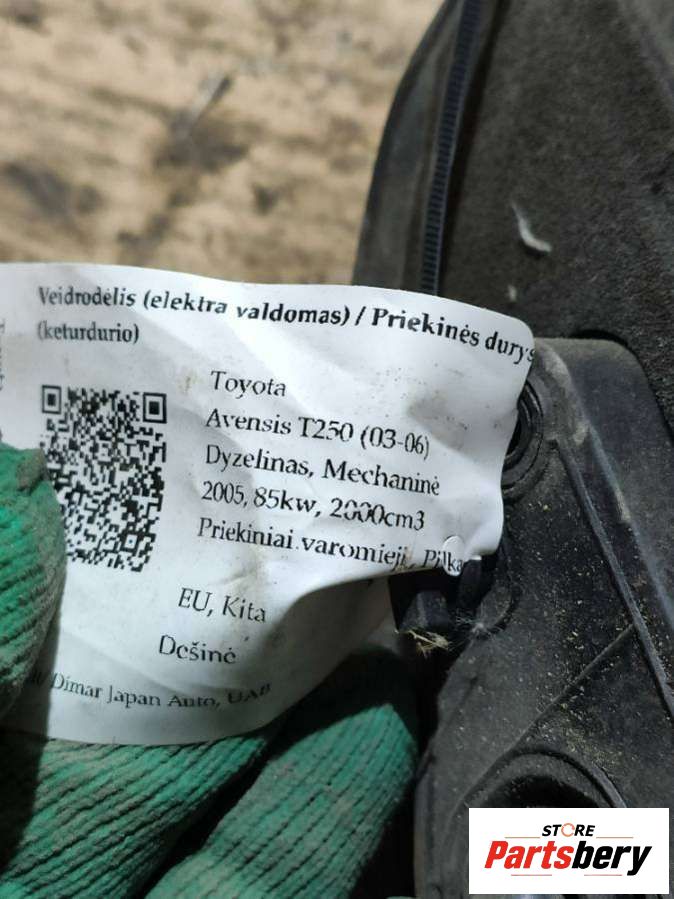 Veidrodėlis (elektra valdomas) / Priekinės durys
(keturdurio)
Toyota
Avensis T250 (03-06)
Dyzelinas, Mechaninė
2005, 85kw, 2000cm3
Priekiniai varomieji, Pilka
EU, Kita
Dešinė
Dimar Japan Auto, UAB
STORE
Partsbery